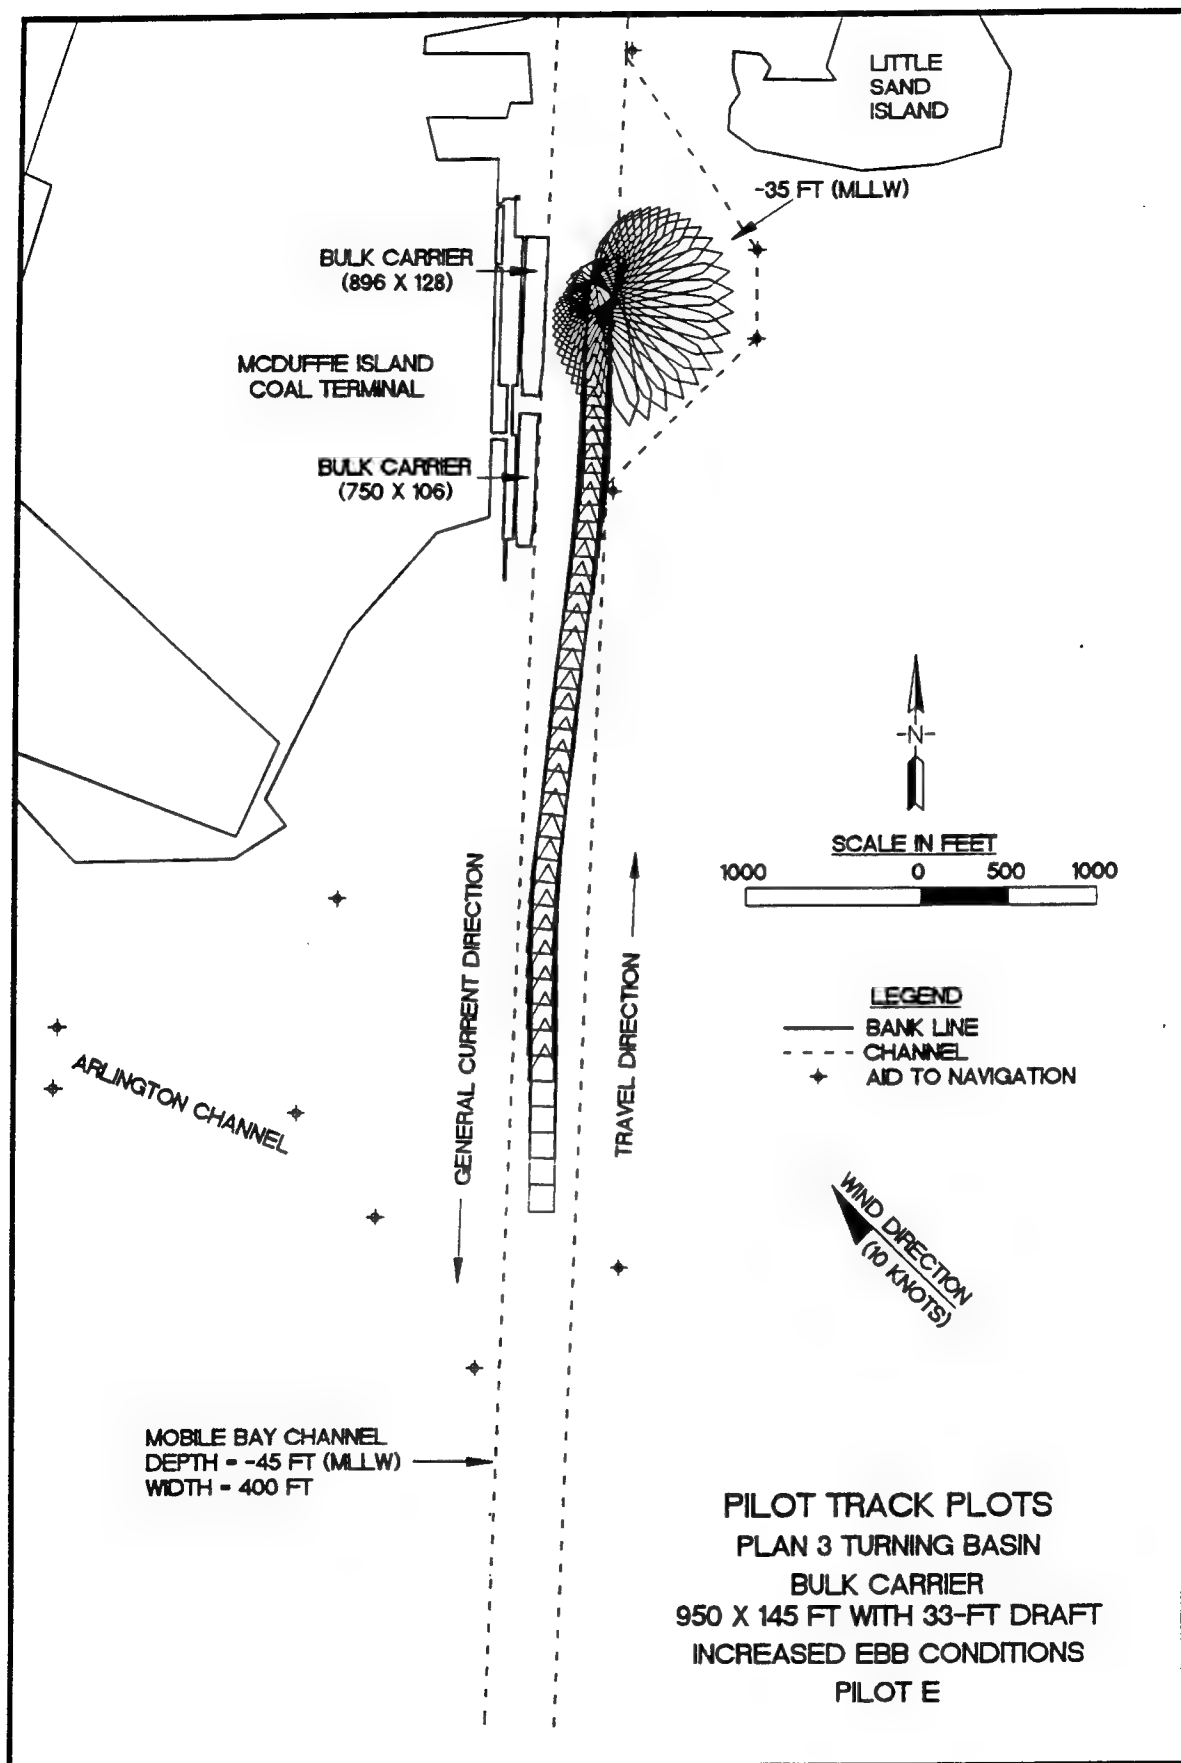 LITTLE
SAND
ISLAND
-35 FT (MLLW)
BULK CARRIER
(896 X 128)
MCDUFFIE ISLAND
COAL TERMINAL
BULK CARRIER
(750 X 106)
-N-
SCALE IN FEET
1000 0 500 1000
GENERAL CURRENT DIRECTION
TRAVEL DIRECTION
LEGEND
BANK LINE
CHANNEL
AID TO NAVIGATION
ARLINGTON CHANNEL
WIND DIRECTION
(10 KNOTS)
MOBILE BAY CHANNEL
DEPTH = -45 FT (MLLW)
WIDTH = 400 FT
PILOT TRACK PLOTS
PLAN 3 TURNING BASIN
BULK CARRIER
950 X 145 FT WITH 33-FT DRAFT
INCREASED EBB CONDITIONS
PILOT E